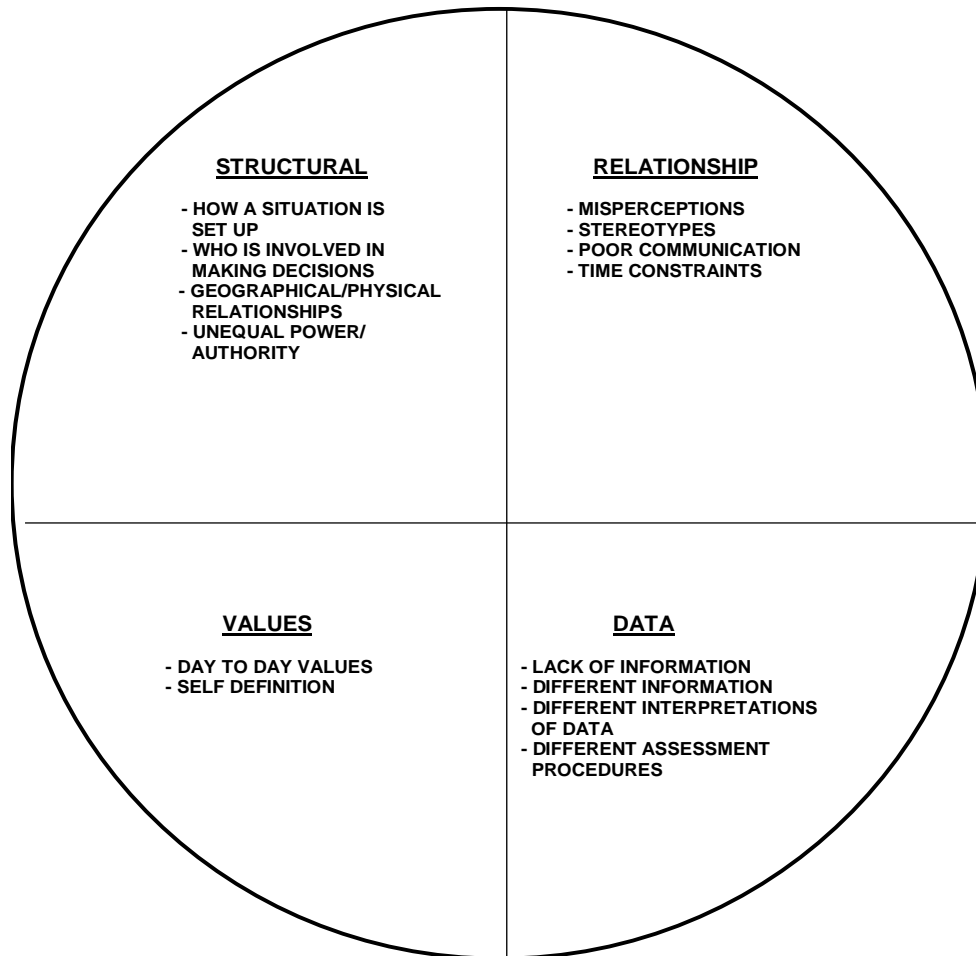 STRUCTURAL
- HOW A SITUATION IS
SET UP
- WHO IS INVOLVED IN
MAKING DECISIONS
- GEOGRAPHICAL/PHYSICAL
RELATIONSHIPS
- UNEQUAL POWER/
AUTHORITY
RELATIONSHIP
- MISPERCEPTIONS
- STEREOTYPES
- POOR COMMUNICATION
- TIME CONSTRAINTS
VALUES
- DAY TO DAY VALUES
- SELF DEFINITION
DATA
- LACK OF INFORMATION
- DIFFERENT INFORMATION
- DIFFERENT INTERPRETATIONS
OF DATA
- DIFFERENT ASSESSMENT
PROCEDURES